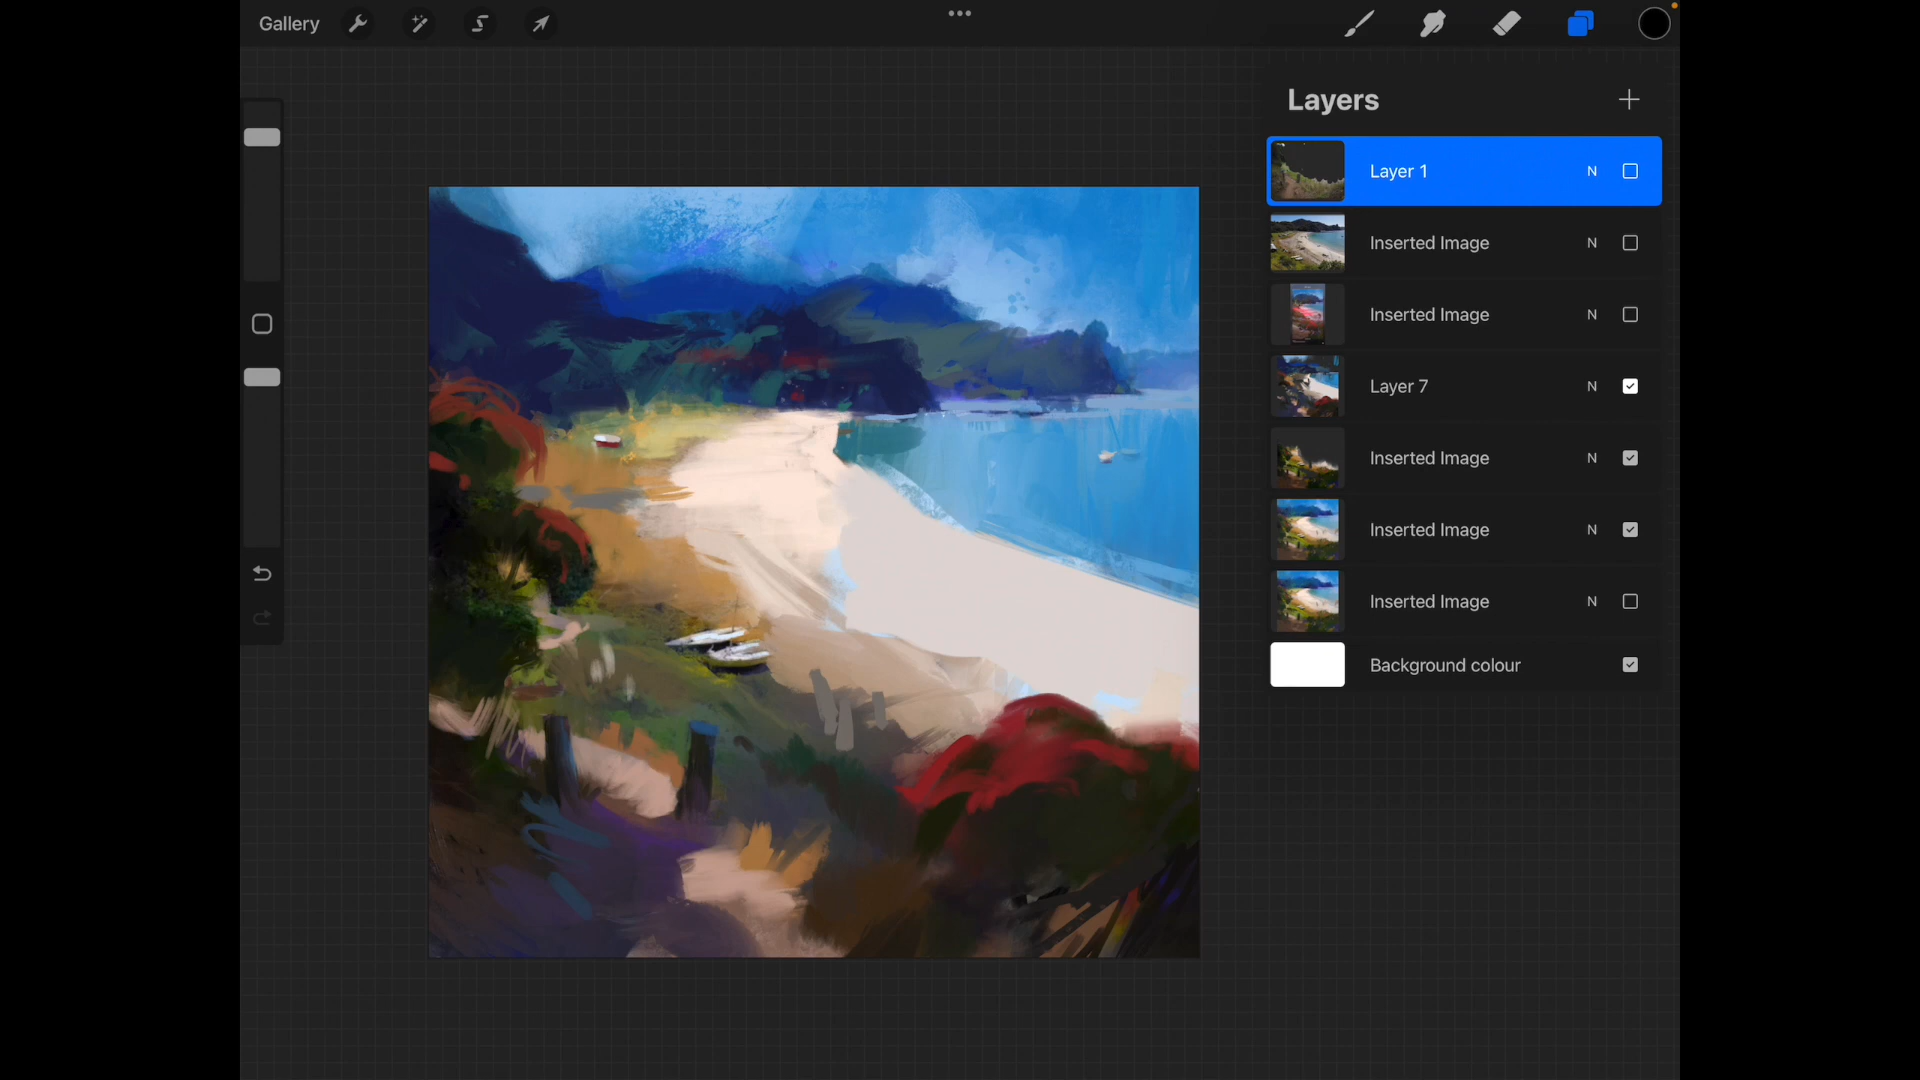 Gallery
Layers
Layer 1 N
Inserted Image N
Inserted Image N
Layer 7 N
Inserted Image N
Inserted Image N
Inserted Image N
Background colour